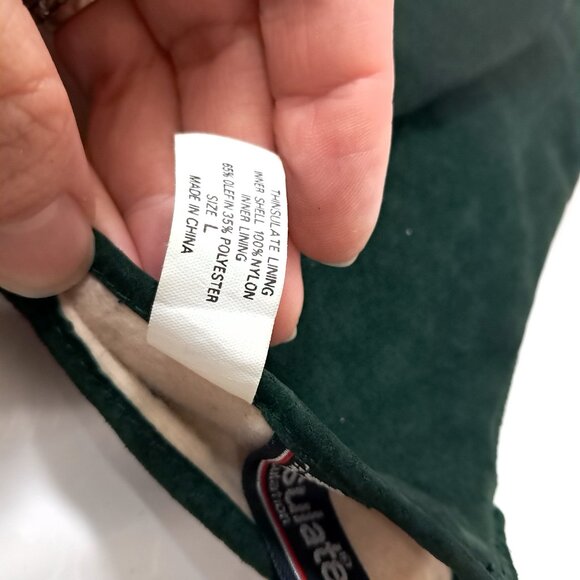 THINSULATE LINING
INNER SHELL 100% NYLON
INNER LINING
65% OLEFIN 35% POLYESTER
SIZE L
MADE IN CHINA
sulate